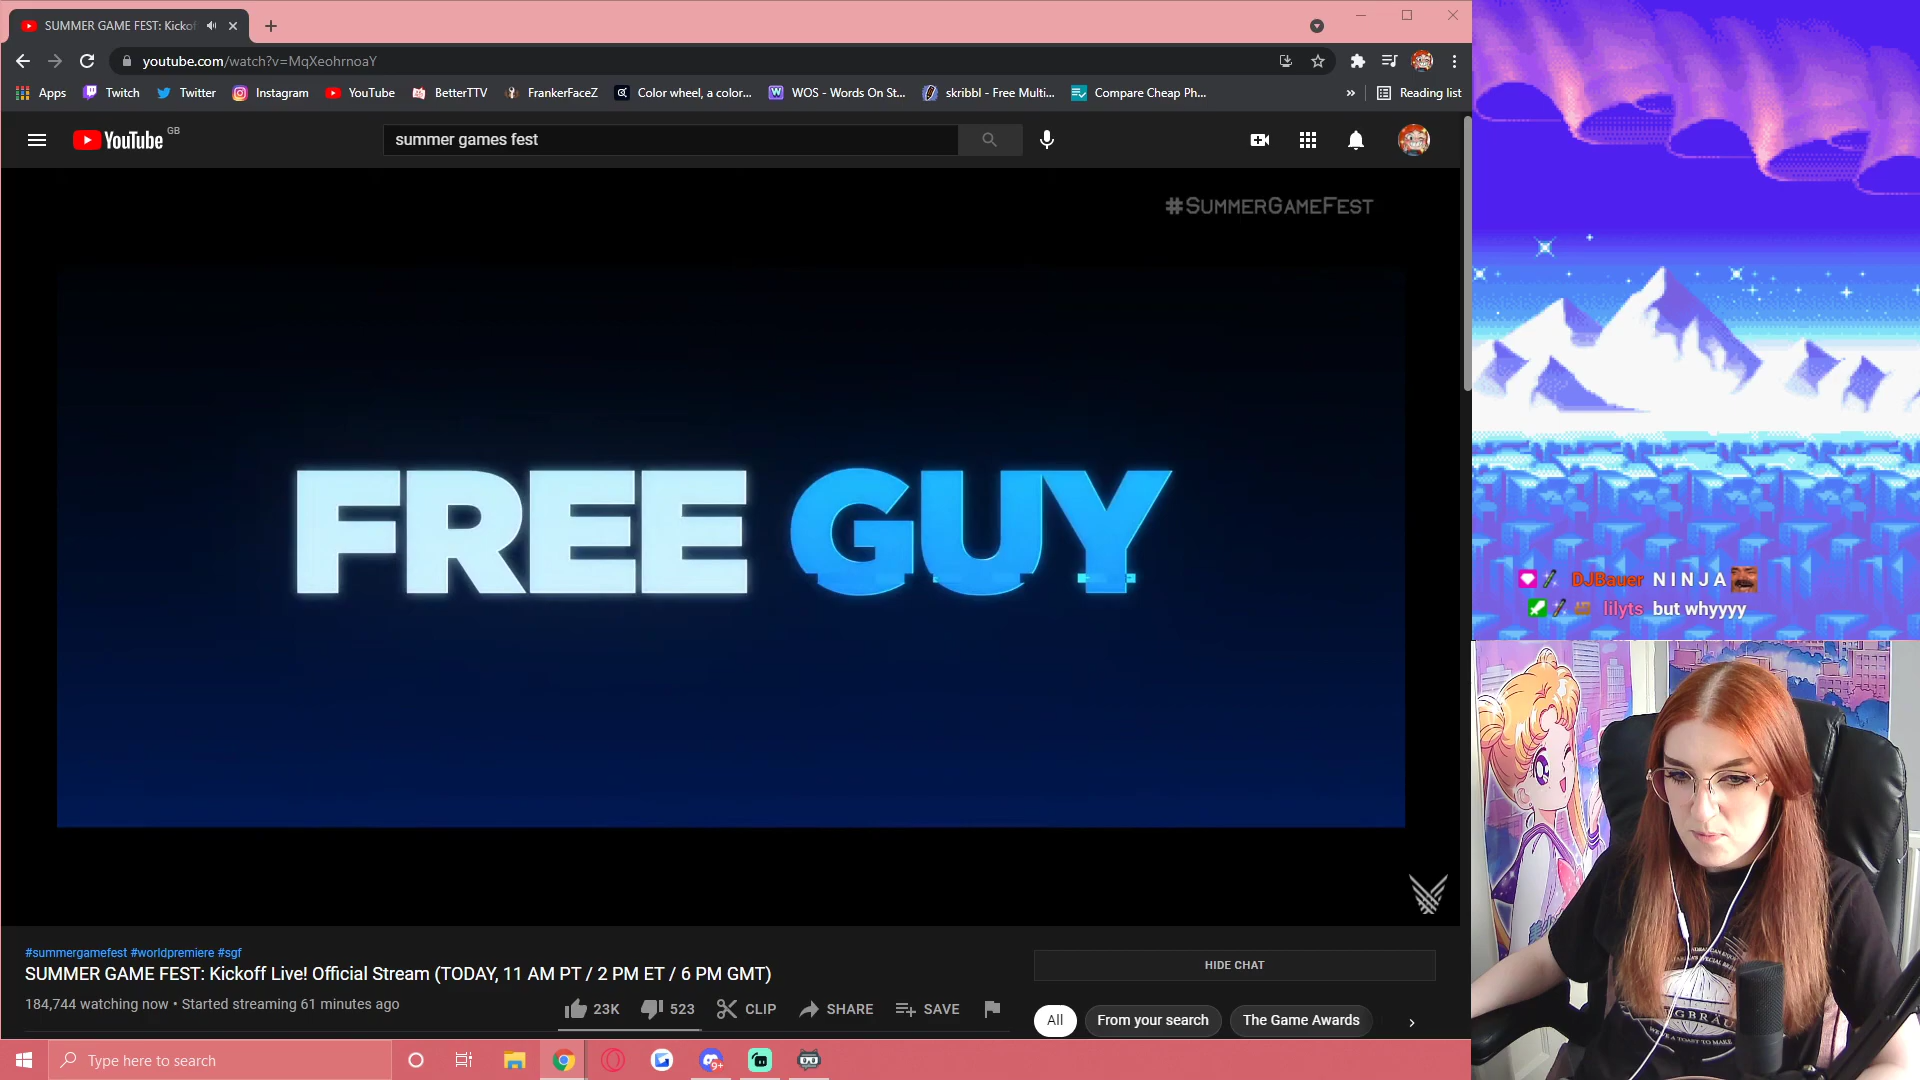 SUMMER GAME FEST: Kickof
youtube.com/watch?v=MqXeohrnoaY
Apps Twitch Twitter Instagram YouTube BetterTTV FrankerFaceZ Color wheel, a color... WOS - Words On St... skribbl - Free Multi... Compare Cheap Ph... » Reading list
YouTube GB summer games fest
#SUMMERGAMEFEST
FREE GUY
DJBauer N I N J A
lilyts but whyyyy
#summergamefest #worldpremiere #sgf
SUMMER GAME FEST: Kickoff Live! Official Stream (TODAY, 11 AM PT / 2 PM ET / 6 PM GMT)
HIDE CHAT
184,744 watching now • Started streaming 61 minutes ago
23K 523 CLIP SHARE SAVE
All From your search The Game Awards
Type here to search
9+